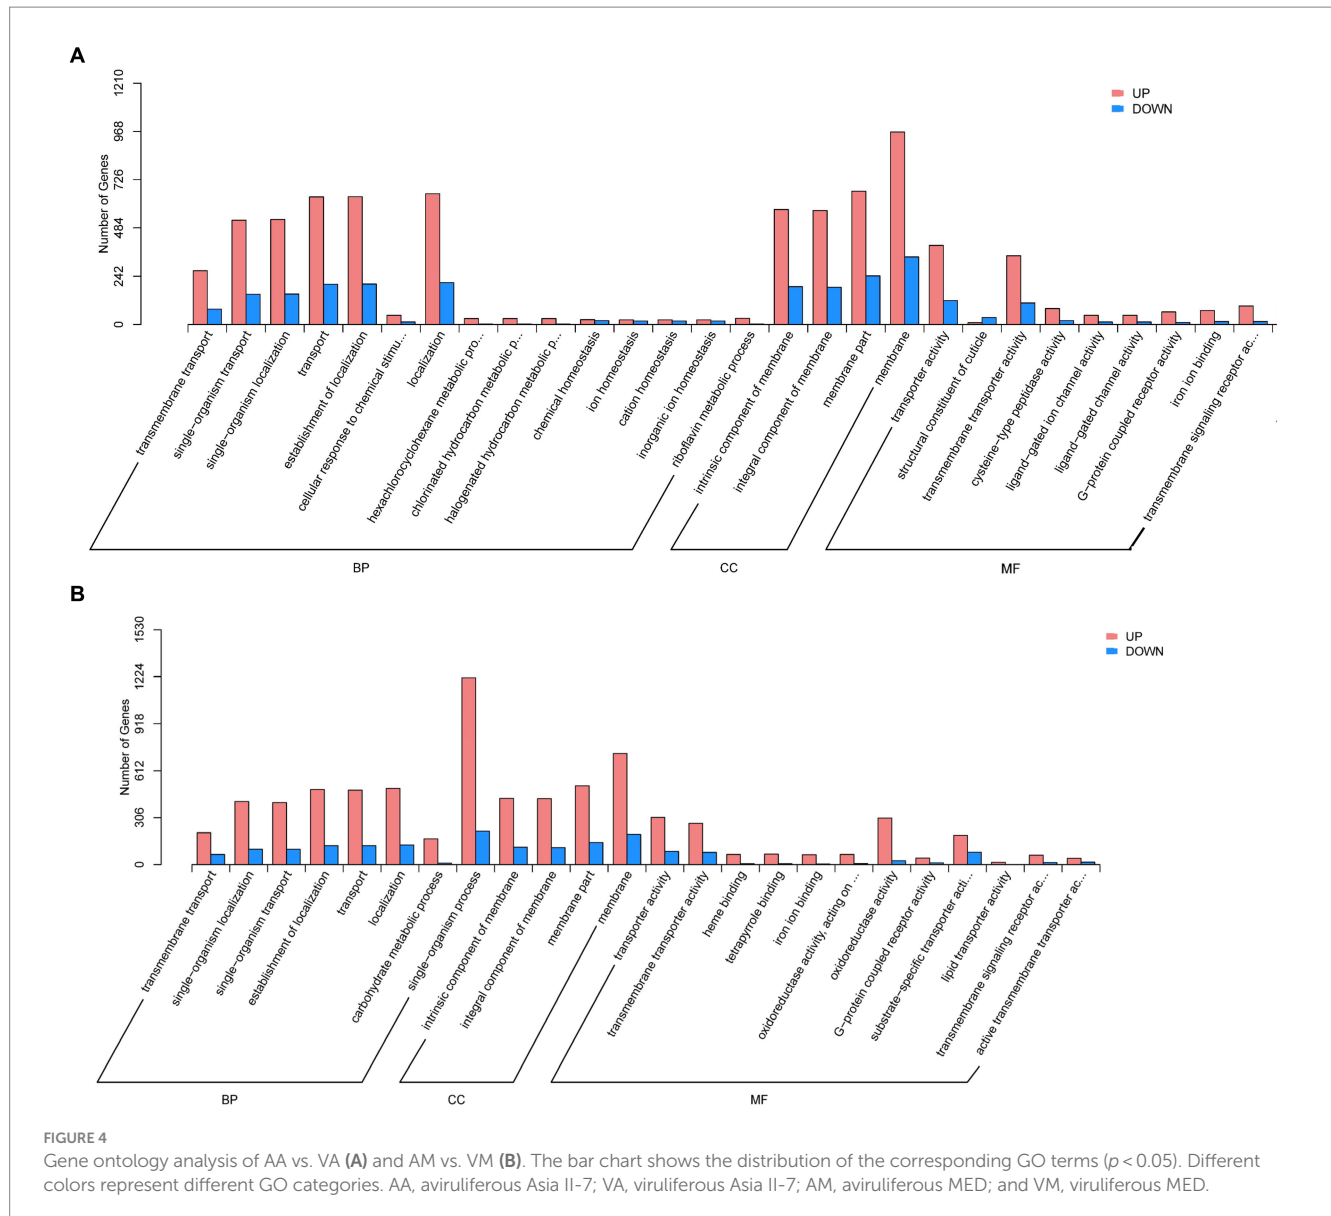 A
1210
968
726
484
242
0
Number of Genes
UP
DOWN
transmembrane transport
single−organism transport
single−organism localization
transport
establishment of localization
cellular response to chemical stimu...
localization
hexachlorocyclohexane metabolic pro...
chlorinated hydrocarbon metabolic p...
halogenated hydrocarbon metabolic p...
chemical homeostasis
ion homeostasis
cation homeostasis
inorganic ion homeostasis
riboflavin metabolic process
intrinsic component of membrane
integral component of membrane
membrane part
membrane
transporter activity
structural constituent of cuticle
transmembrane transporter activity
cysteine−type peptidase activity
ligand−gated ion channel activity
ligand−gated channel activity
G−protein coupled receptor activity
iron ion binding
transmembrane signaling receptor ac...
BP
CC
MF
B
1530
1224
918
612
306
0
Number of Genes
UP
DOWN
transmembrane transport
single−organism localization
single−organism transport
establishment of localization
transport
localization
carbohydrate metabolic process
single−organism process
intrinsic component of membrane
integral component of membrane
membrane part
membrane
transporter activity
transmembrane transporter activity
heme binding
tetrapyrrole binding
iron ion binding
oxidoreductase activity, acting on ...
oxidoreductase activity
G−protein coupled receptor activity
substrate−specific transporter acti...
lipid transporter activity
transmembrane signaling receptor ac...
active transmembrane transporter ac...
BP
CC
MF
FIGURE 4
Gene ontology analysis of AA vs. VA (A) and AM vs. VM (B). The bar chart shows the distribution of the corresponding GO terms (p < 0.05). Different
colors represent different GO categories. AA, aviruliferous Asia II-7; VA, viruliferous Asia II-7; AM, aviruliferous MED; and VM, viruliferous MED.